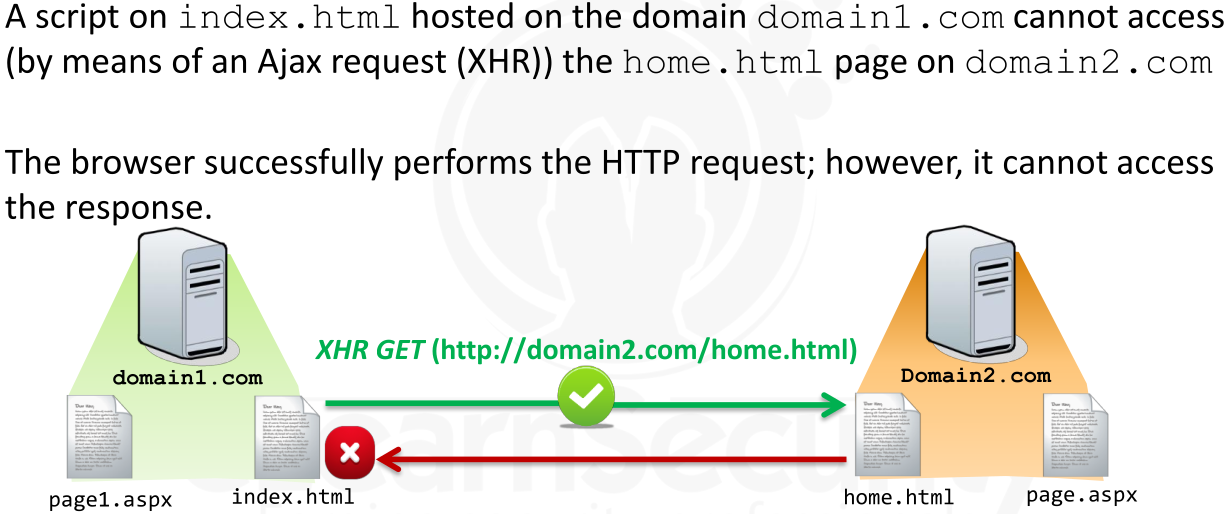 A script on index.html hosted on the domain domain1.com cannot access
(by means of an Ajax request (XHR)) the home.html page on domain2.com
The browser successfully performs the HTTP request; however, it cannot access
the response.
XHR GET (http://domain2.com/home.html)
domain1.com
Domain2.com
page1.aspx
index.html
home.html
page.aspx